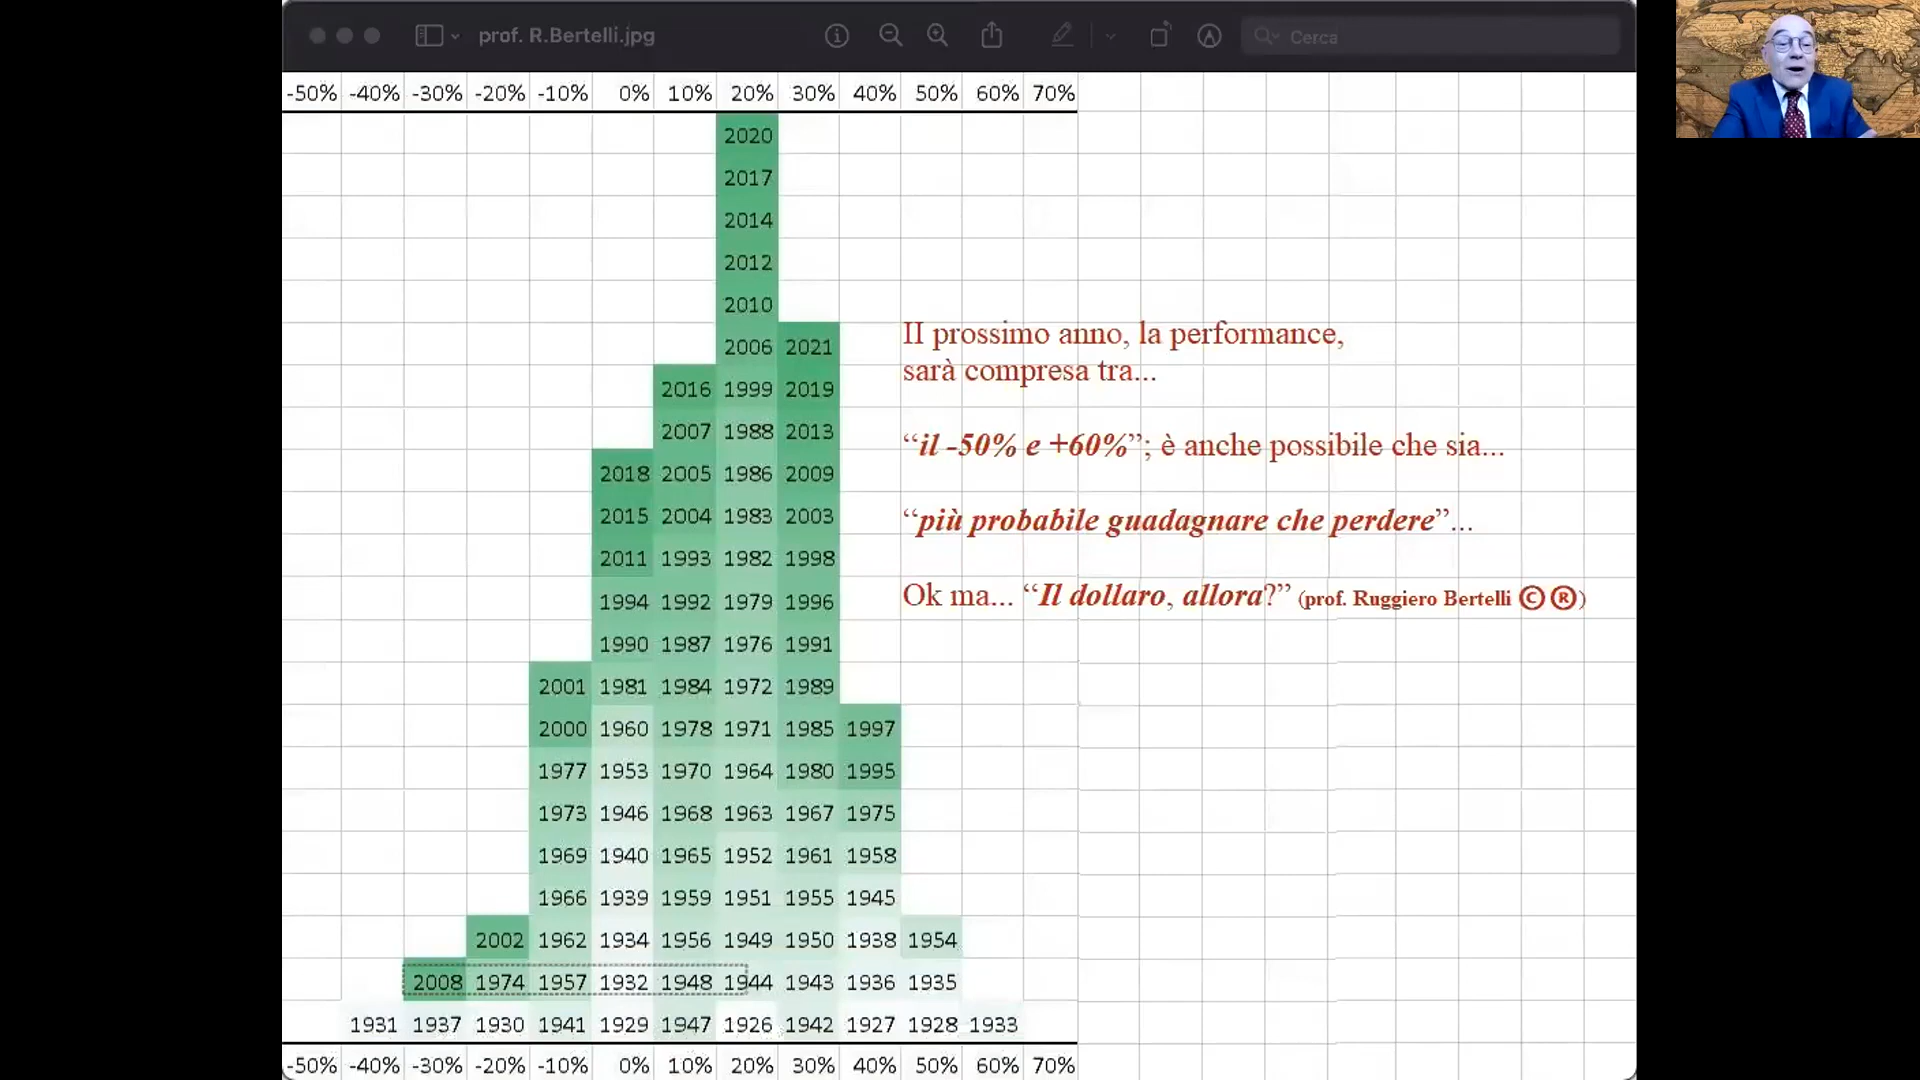 prof. R.Bertelli.jpg
Cerca
-50% -40% -30% -20% -10% 0% 10% 20% 30% 40% 50% 60% 70%
2020
2017
2014
2012
2010
2006 2021
2016 1999 2019
2007 1988 2013
2018 2005 1986 2009
2015 2004 1983 2003
2011 1993 1982 1998
1994 1992 1979 1996
1990 1987 1976 1991
2001 1981 1984 1972 1989
2000 1960 1978 1971 1985 1997
1977 1953 1970 1964 1980 1995
1973 1946 1968 1963 1967 1975
1969 1940 1965 1952 1961 1958
1966 1939 1959 1951 1955 1945
2002 1962 1934 1956 1949 1950 1938 1954
2008 1974 1957 1932 1948 1944 1943 1936 1935
1931 1937 1930 1941 1929 1947 1926 1942 1927 1928 1933
-50% -40% -30% -20% -10% 0% 10% 20% 30% 40% 50% 60% 70%
II prossimo anno, la performance,
sarà compresa tra...
“il -50% e +60%”; è anche possibile che sia...
“più probabile guadagnare che perdere”...
Ok ma... “Il dollaro, allora?” (prof. Ruggiero Bertelli ©®)